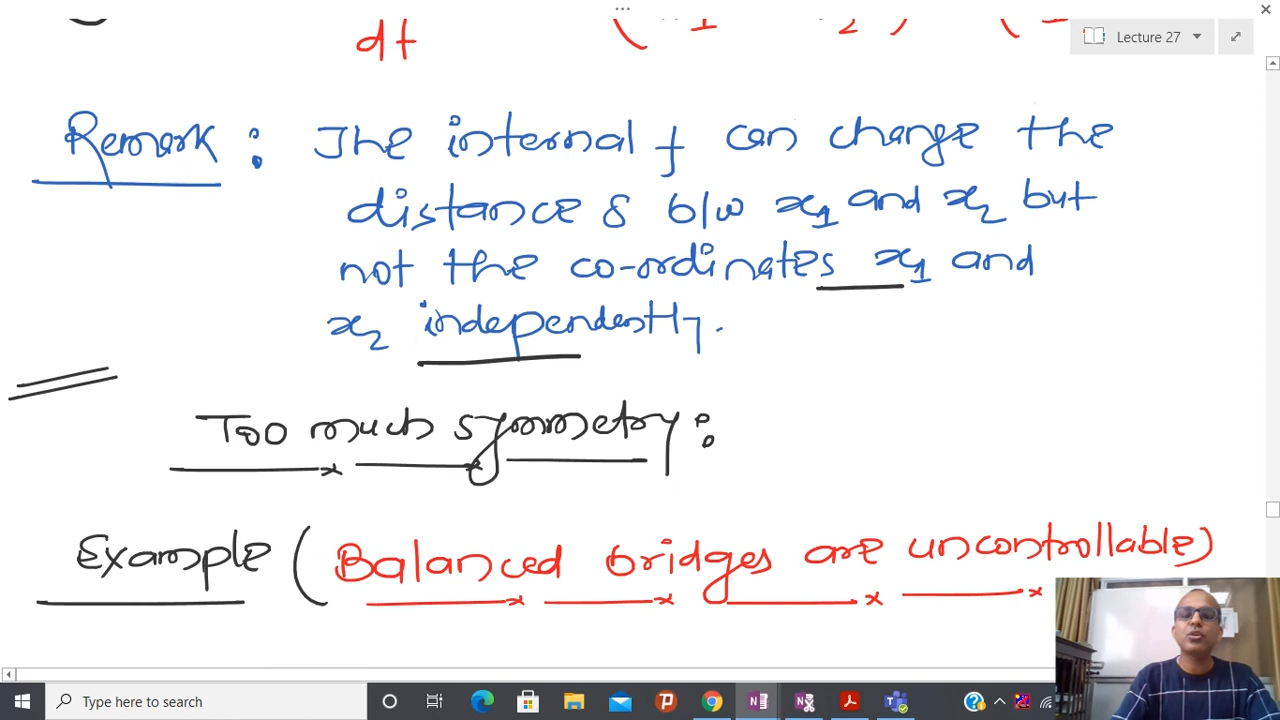 dt
Lecture 27
Remark: The internal f can change the
distance & b/w x1 and x2 but
not the co-ordinates x1 and
x2 independently.
Too much symmetry:
Example (Balanced bridges are uncontrollable)
Type here to search